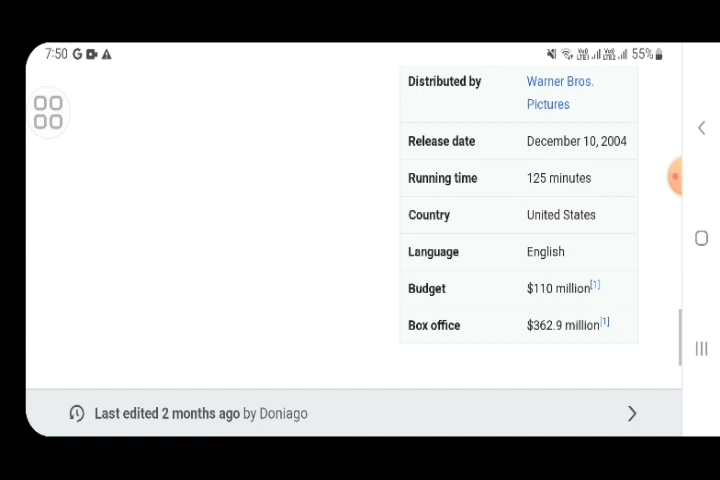 7:50 G 55%
Distributed by Warner Bros.
Pictures
Release date December 10, 2004
Running time 125 minutes
Country United States
Language English
Budget $110 million[1]
Box office $362.9 million[1]
Last edited 2 months ago by Doniago